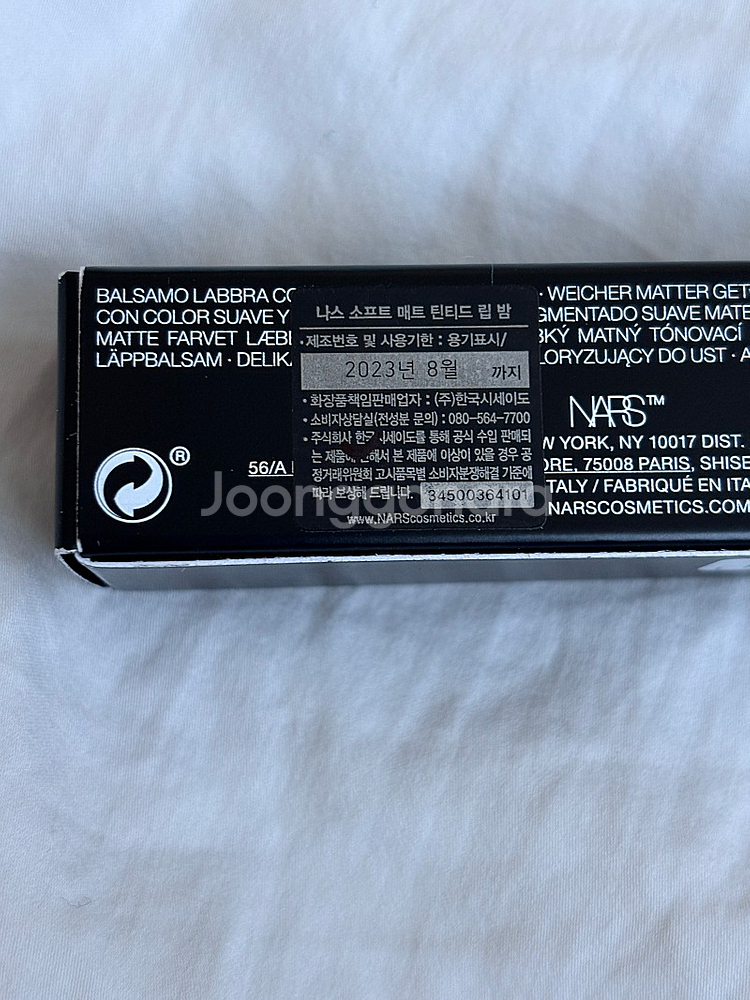 BALSAMO LABBRA CO
CON COLOR SUAVE Y
MATTE FARVET LÆB
LÄPPBALSAM · DELIK
· WEICHER MATTER GET
GMENTADO SUAVE MATE
BKÝ MATNÝ TÓNOVACÍ
LORYZUJĄCY DO UST · A
나스 소프트 매트 틴티드 립 밤
· 제조번호 및 사용기한 : 용기표시/
2023년 8월 까지
· 화장품책임판매업자 : (주)한국시세이도
· 소비자상담실(전성분 문의) : 080-564-7700
· 주식회사 한국시세이도를 통해 공식 수입 판매되
는 제품에 한해서 본 제품에 이상이 있을 경우 공
정거래위원회 고시품목별 소비자분쟁해결 기준에
따라 보상해 드립니다. 34500364101
www.NARScosmetics.co.kr
®
56/A
NARS™
W YORK, NY 10017 DIST.
ORE, 75008 PARIS, SHISE
ITALY / FABRIQUÉ EN ITA
NARSCOSMETICS.COM
Joonggonara